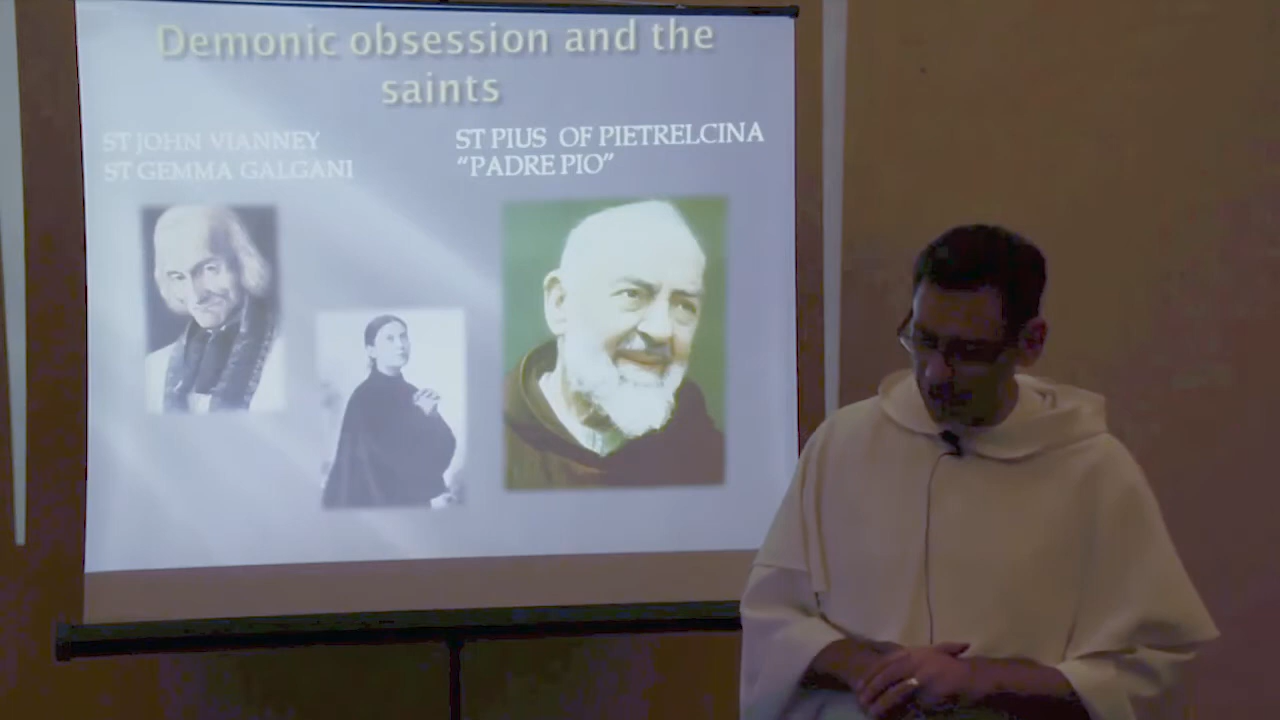 Demonic obsession and the
saints
ST JOHN VIANNEY
ST GEMMA GALGANI
ST PIUS OF PIETRELCINA
“PADRE PIO”